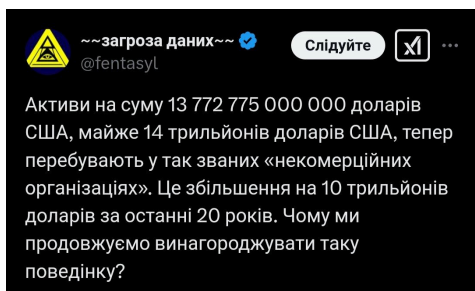 ~~загроза даних~~
Слідуйте
@fentasyl
Активи на суму 13 772 775 000 000 доларів
США, майже 14 трильйонів доларів США, тепер
перебувають у так званих «некомерційних
організаціях». Це збільшення на 10 трильйонів
доларів за останні 20 років. Чому ми
продовжуємо винагороджувати таку
поведінку?